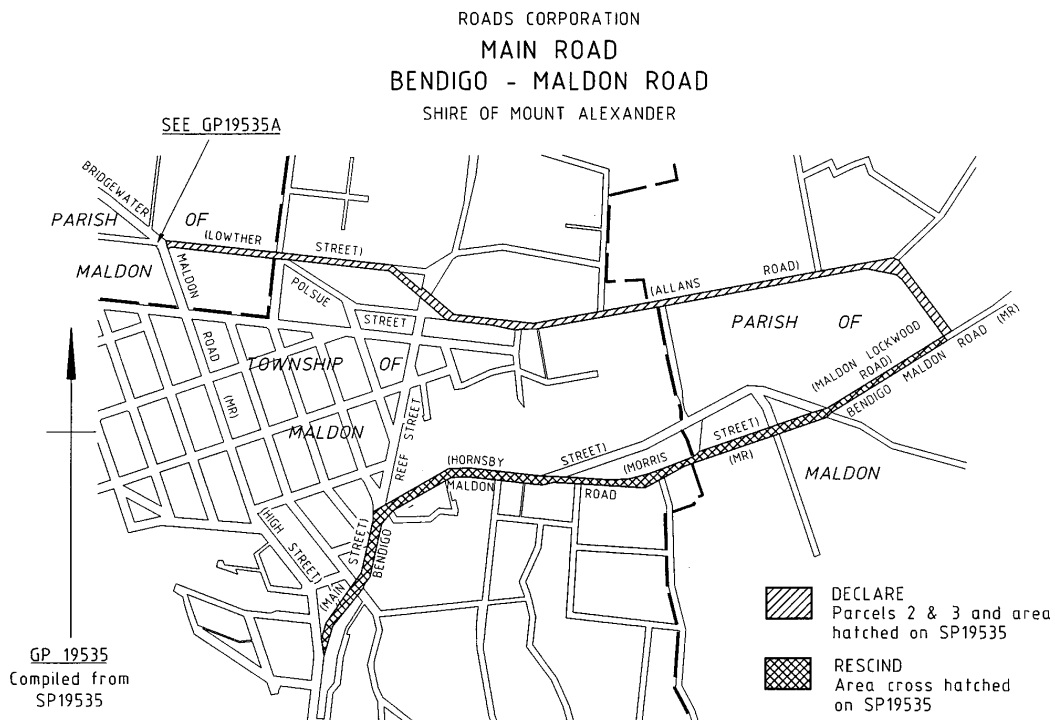 ROADS CORPORATION
MAIN ROAD
BENDIGO - MALDON ROAD
SHIRE OF MOUNT ALEXANDER
SEE GP19535A
BRIDGEWATER
PARISH OF
MALDON
MALDON
ROAD
(MR)
(LOWTHER STREET)
POLSUE
STREET
(ALLANS ROAD)
PARISH OF
MALDON
TOWNSHIP OF
MALDON
(MALDON LOCKWOOD
ROAD)
BENDIGO MALDON ROAD (MR)
REEF STREET
(HORNSBY STREET)
(MORRIS STREET)
MALDON ROAD (MR)
(HIGH STREET)
(MAIN STREET)
BENDIGO
GP 19535
Compiled from
SP19535
DECLARE
Parcels 2 & 3 and area
hatched on SP19535
RESCIND
Area cross hatched
on SP19535